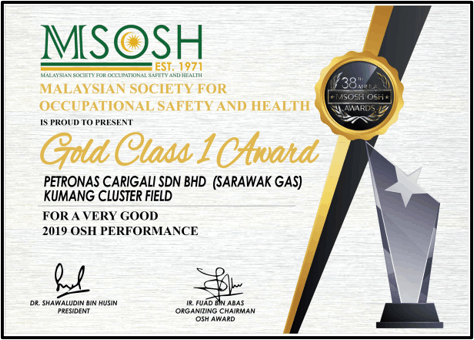 MSOSH
EST. 1971
MALAYSIAN SOCIETY FOR OCCUPATIONAL SAFETY AND HEALTH
MALAYSIAN SOCIETY FOR
OCCUPATIONAL SAFETY AND HEALTH
IS PROUD TO PRESENT
Gold Class 1 Award
PETRONAS CARIGALI SDN BHD (SARAWAK GAS)
KUMANG CLUSTER FIELD
FOR A VERY GOOD
2019 OSH PERFORMANCE
38TH
MSOSH OSH
AWARDS
DR. SHAWALUDIN BIN HUSIN
PRESIDENT
IR. FUAD BIN ABAS
ORGANIZING CHAIRMAN
OSH AWARD